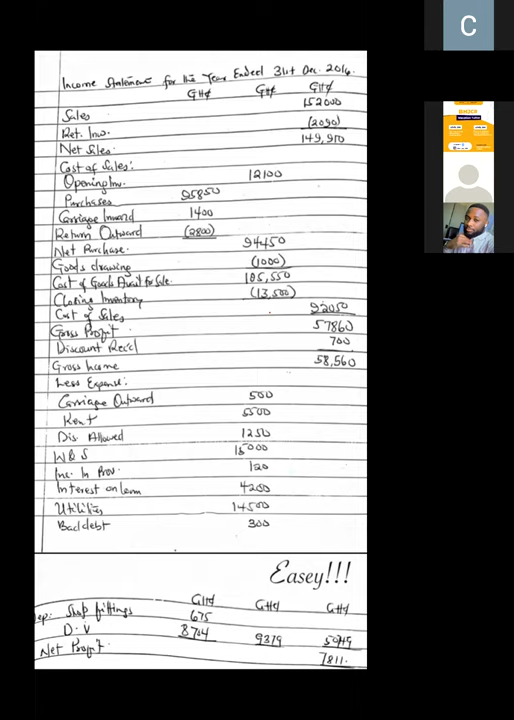 C
Income Statement for the Year Ended 31st Dec. 2016.
GH¢ GH¢ GH¢
Sales 152000
Ret. Inw. (2090)
Net Sales. 149,910
Cost of Sales:
Opening Inv. 12100
Purchases 95850
Carriage Inward 1400
Return Outward (2800)
Net Purchase. 94450
Goods drawing (1000)
Cost of Goods Avail for Sale. 105,550
Closing Inventory (13,500)
Cost of Sales 92050
Gross Profit 57860
Discount Rec'd 700
Gross Income 58,560
Less Expense:
Carriage Outward 500
Rent 5500
Dis. Allowed 1250
W & S 15000
Inc. In Prov. 120
Interest on loan 4200
Utilities 14500
Bad debt 300
Easey!!!
GH¢ GH¢ GH¢
ep: Shop fittings 675
D. V 8704 9379 50749
Net Profit. 7811.